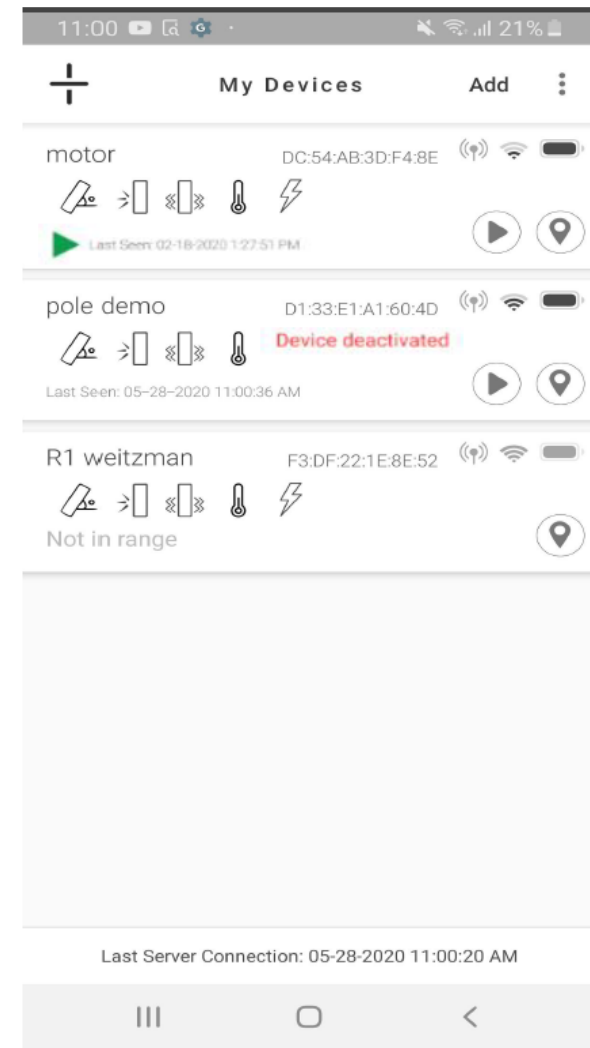 11:00 21%
My Devices Add
motor DC:54:AB:3D:F4:8E
Last Seen: 02-18-2020 1:27:51 PM
pole demo D1:33:E1:A1:60:4D
Device deactivated
Last Seen: 05-28-2020 11:00:36 AM
R1 weitzman F3:DF:22:1E:8E:52
Not in range
Last Server Connection: 05-28-2020 11:00:20 AM